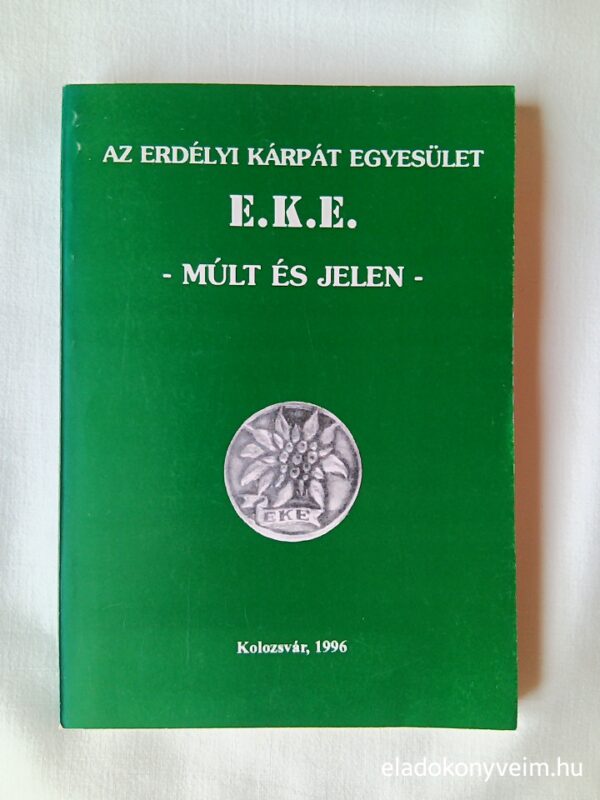 AZ ERDÉLYI KÁRPÁT EGYESÜLET
E.K.E.
- MÚLT ÉS JELEN -
EKE
Kolozsvár, 1996
eladokonyveim.hu